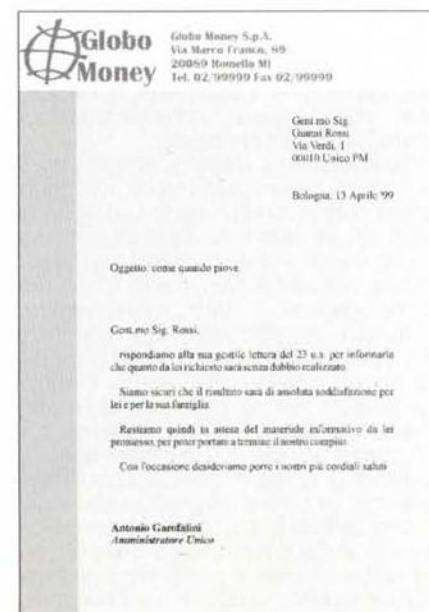 Globo
Money
Globo Money S.p.A.
Via Marco Franco, 89
20089 Romello MI
Tel. 02/99999 Fax 02/99999
Gent.mo Sig.
Gianni Rossi
Via Verdi, 1
00010 Unico PM
Bologna, 13 Aprile '99
Oggetto: come quando piove.
Gent.mo Sig. Rossi,
rispondiamo alla sua gentile lettera del 23 u.s. per informarla
che quanto da lei richiesto sarà senza dubbio realizzato.
Siamo sicuri che il risultato sarà di assoluta soddisfazione per
lei e per la sua famiglia.
Restiamo quindi in attesa del materiale informativo da lei
promesso, per poter portare a termine il nostro compito.
Con l'occasione desideriamo porre i nostri più cordiali saluti
Antonio Garofalini
Amministratore Unico